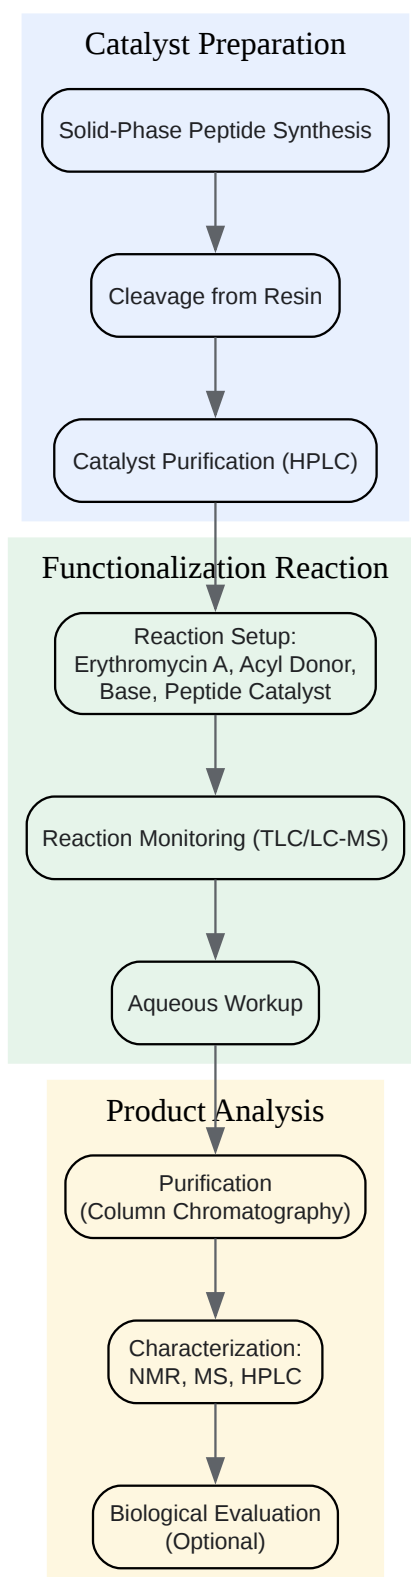 Catalyst Preparation
Solid-Phase Peptide Synthesis
Cleavage from Resin
Catalyst Purification (HPLC)
Functionalization Reaction
Reaction Setup:
Erythromycin A, Acyl Donor,
Base, Peptide Catalyst
Reaction Monitoring (TLC/LC-MS)
Aqueous Workup
Product Analysis
Purification
(Column Chromatography)
Characterization:
NMR, MS, HPLC
Biological Evaluation
(Optional)